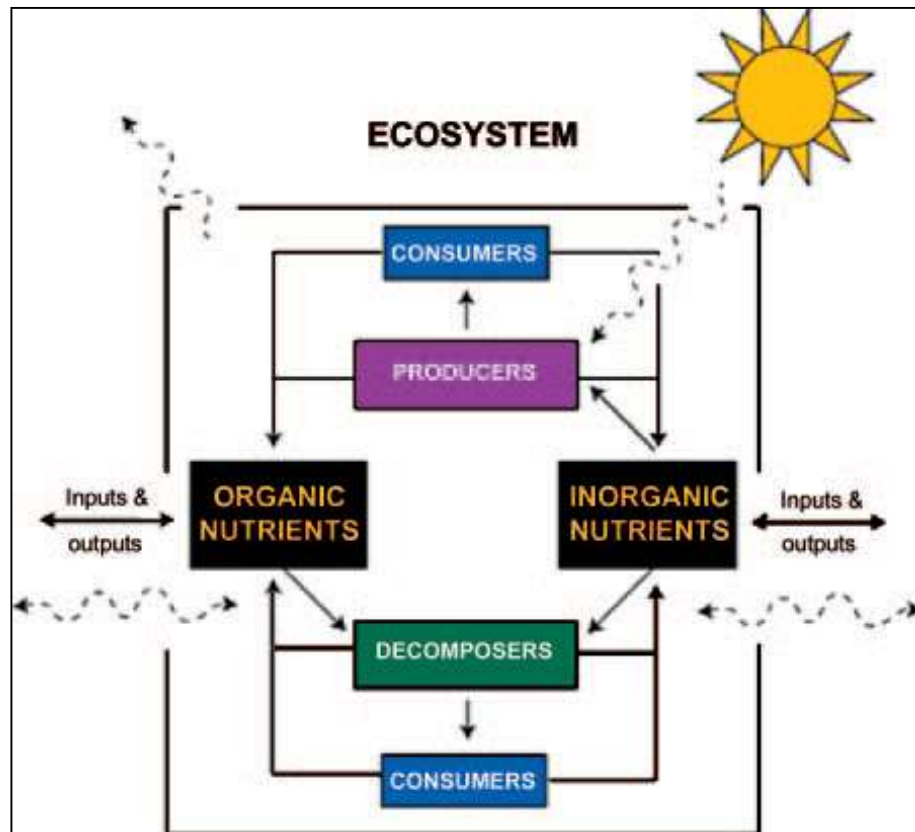 ECOSYSTEM
CONSUMERS
PRODUCERS
ORGANIC
NUTRIENTS
INORGANIC
NUTRIENTS
Inputs &
outputs
Inputs &
outputs
DECOMPOSERS
CONSUMERS